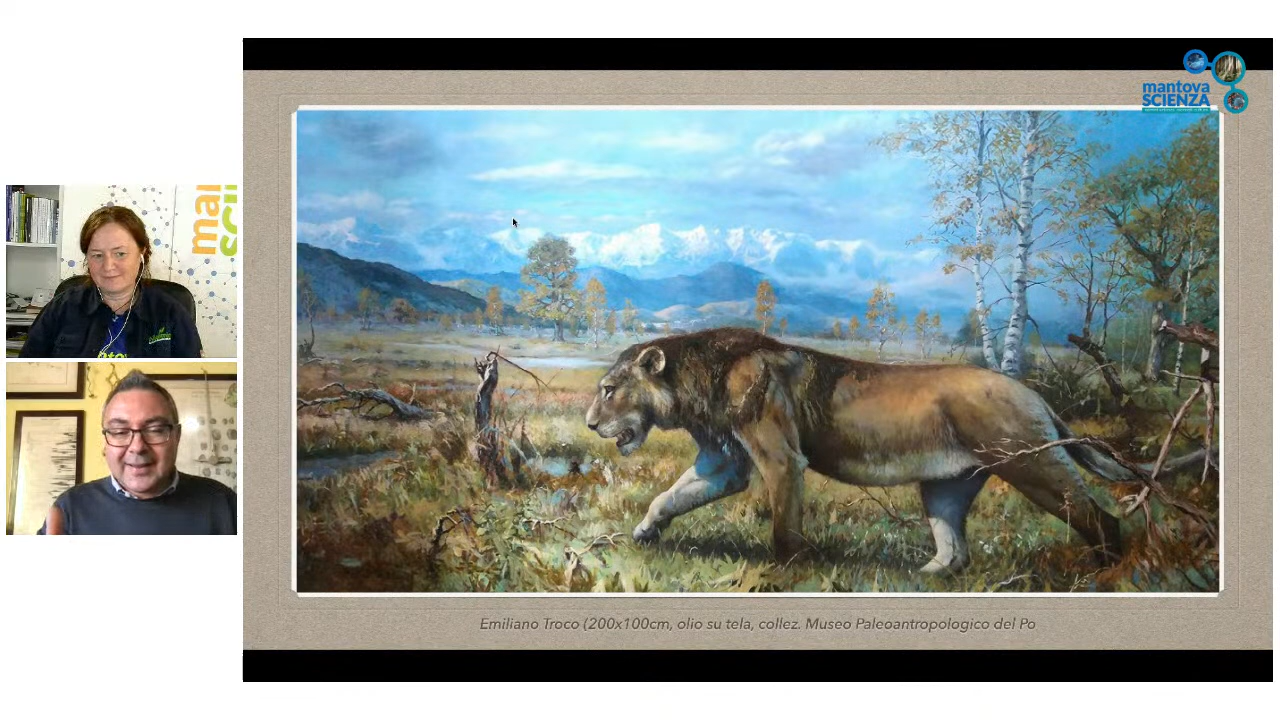 mantova
SCIENZA
Emiliano Troco (200x100cm, olio su tela, collez. Museo Paleoantropologico del Po